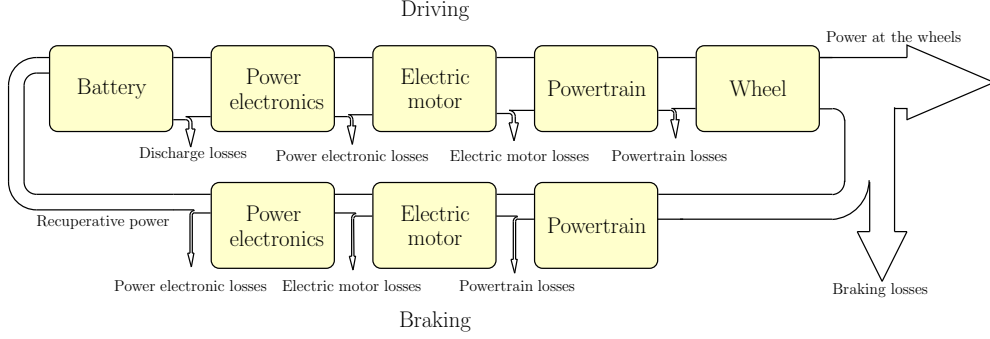 Driving
Power at the wheels
Battery
Power
electronics
Electric
motor
Powertrain
Wheel
Discharge losses
Power electronic losses
Electric motor losses
Powertrain losses
Recuperative power
Power
electronics
Electric
motor
Powertrain
Power electronic losses
Electric motor losses
Powertrain losses
Braking losses
Braking